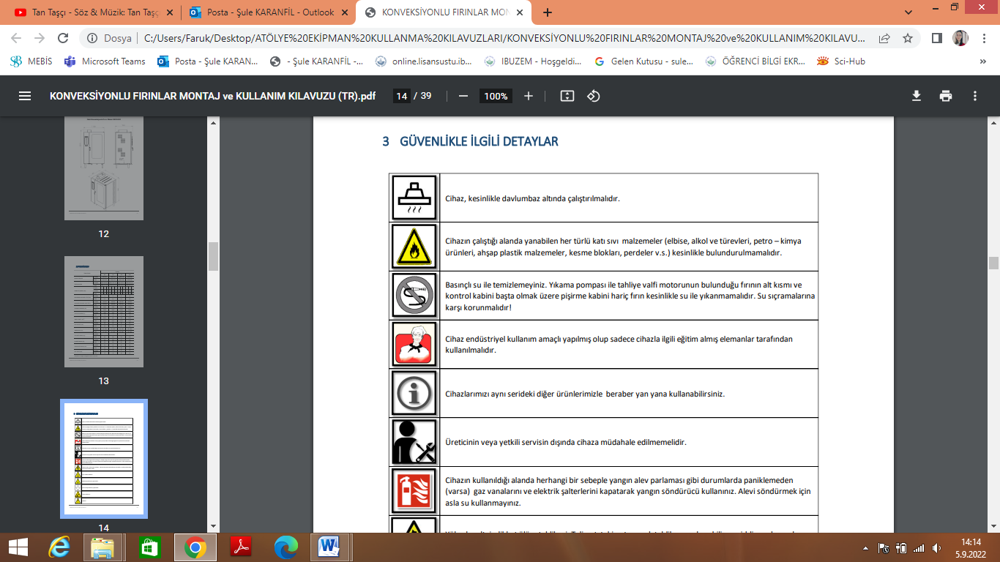 Tan Taşçı - Söz & Müzik: Tan Taşç
Posta - Şule KARANFİL - Outlook
KONVEKSİYONLU FIRINLAR MON
Dosya
C:/Users/Faruk/Desktop/ATÖLYE%20EKİPMAN%20KULLANMA%20KILAVUZLARI/KONVEKSİYONLU%20FIRINLAR%20MONTAJ%20ve%20KULLANIM%20KILAVU...
MEBİS
Microsoft Teams
Posta - Şule KARAN...
- Şule KARANFİL -...
online.lisansustu.ib...
IBUZEM - Hoşgeldi...
Gelen Kutusu - sule...
ÖĞRENCİ BİLGİ EKR...
Sci-Hub
KONVEKSİYONLU FIRINLAR MONTAJ ve KULLANIM KILAVUZU (TR).pdf
14 / 39
100%
12
13
14
3 GÜVENLİKLE İLGİLİ DETAYLAR
Cihaz, kesinlikle davlumbaz altında çalıştırılmalıdır.
Cihazın çalıştığı alanda yanabilen her türlü katı sıvı malzemeler (elbise, alkol ve türevleri, petro – kimya
ürünleri, ahşap plastik malzemeler, kesme blokları, perdeler v.s.) kesinlikle bulundurulmamalıdır.
Basınçlı su ile temizlemeyiniz. Yıkama pompası ile tahliye valfi motorunun bulunduğu fırının alt kısmı ve
kontrol kabini başta olmak üzere pişirme kabini hariç fırın kesinlikle su ile yıkanmamalıdır. Su sıçramalarına
karşı korunmalıdır!
Cihaz endüstriyel kullanım amaçlı yapılmış olup sadece cihazla ilgili eğitim almış elemanlar tarafından
kullanılmalıdır.
Cihazlarımızı aynı serideki diğer ürünlerimizle beraber yan yana kullanabilirsiniz.
Üreticinin veya yetkili servisin dışında cihaza müdahale edilmemelidir.
Cihazın kullanıldığı alanda herhangi bir sebeple yangın alev parlaması gibi durumlarda paniklemeden
(varsa) gaz vanalarını ve elektrik şalterlerini kapatarak yangın söndürücü kullanınız. Alevi söndürmek için
asla su kullanmayınız.
14:14
5.9.2022